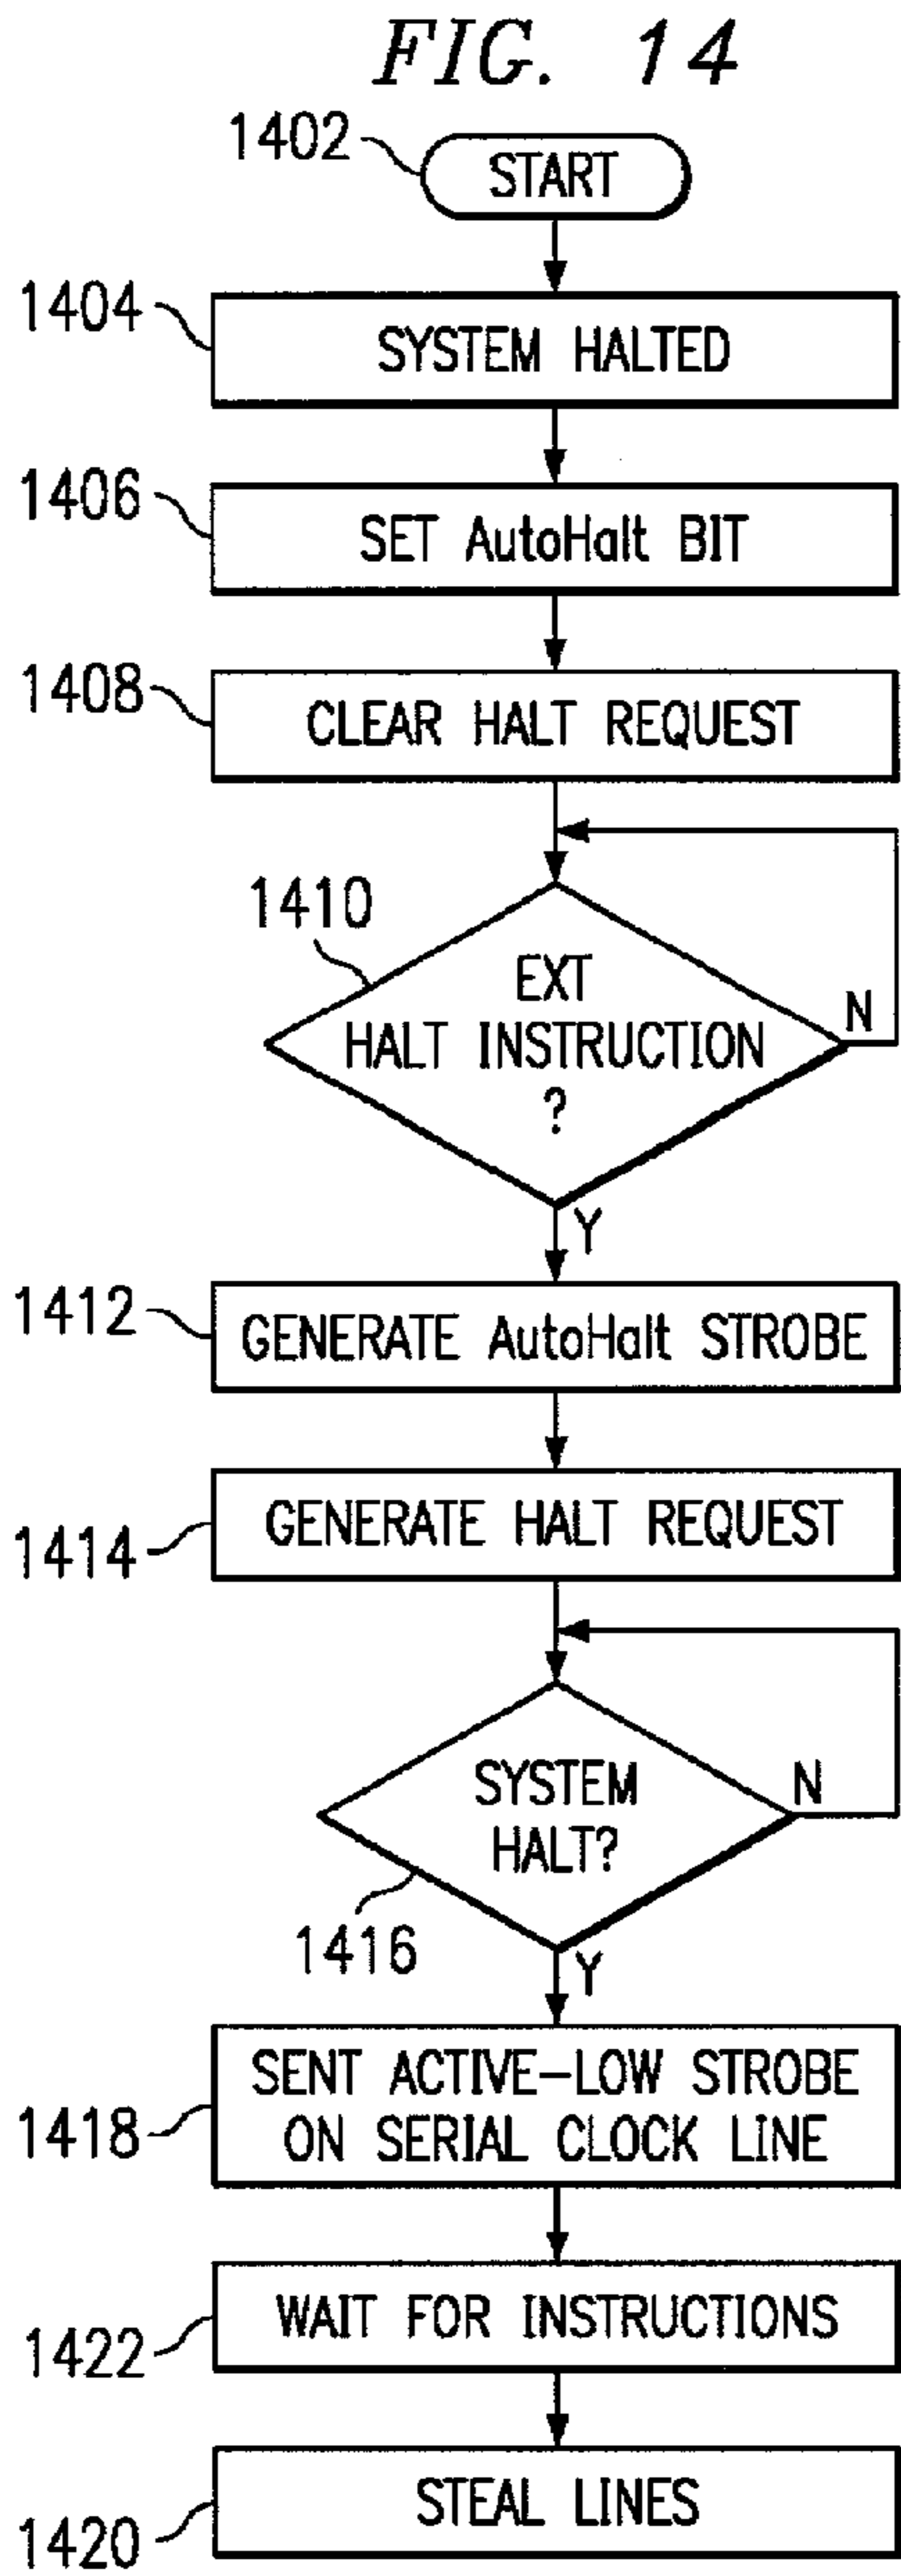 FIG. 14
1402
START
1404
SYSTEM HALTED
1406
SET AutoHalt BIT
1408
CLEAR HALT REQUEST
1410
EXT
HALT INSTRUCTION
?
N
Y
1412
GENERATE AutoHalt STROBE
GENERATE HALT REQUEST
1414
SYSTEM
HALT?
N
1416
Y
SENT ACTIVE-LOW STROBE
ON SERIAL CLOCK LINE
1418
WAIT FOR INSTRUCTIONS
1422
STEAL LINES
1420